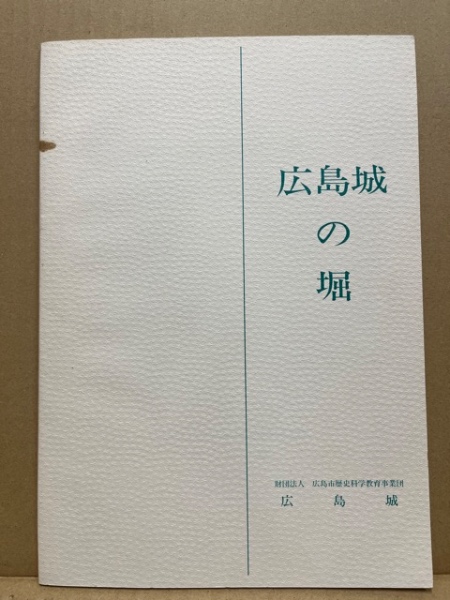 広島城
の
堀
財団法人 広島市歴史科学教育事業団
広島城